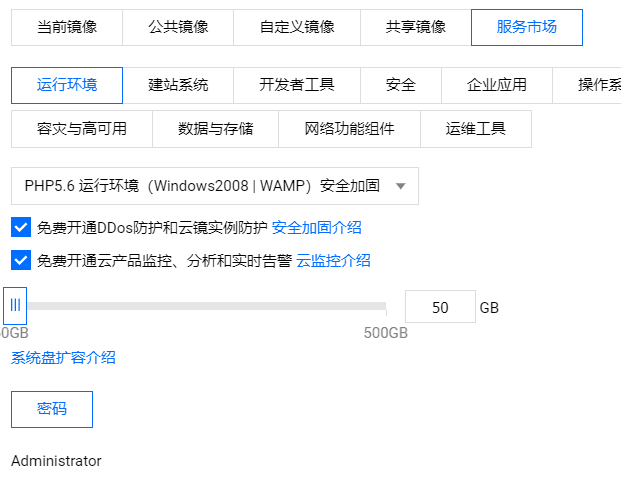 当前镜像 公共镜像 自定义镜像 共享镜像 服务市场
运行环境 建站系统 开发者工具 安全 企业应用 操作系
容灾与高可用 数据与存储 网络功能组件 运维工具
PHP5.6 运行环境（Windows2008 | WAMP）安全加固
免费开通DDos防护和云镜实例防护 安全加固介绍
免费开通云产品监控、分析和实时告警 云监控介绍
50 GB
0GB 500GB
系统盘扩容介绍
密码
Administrator